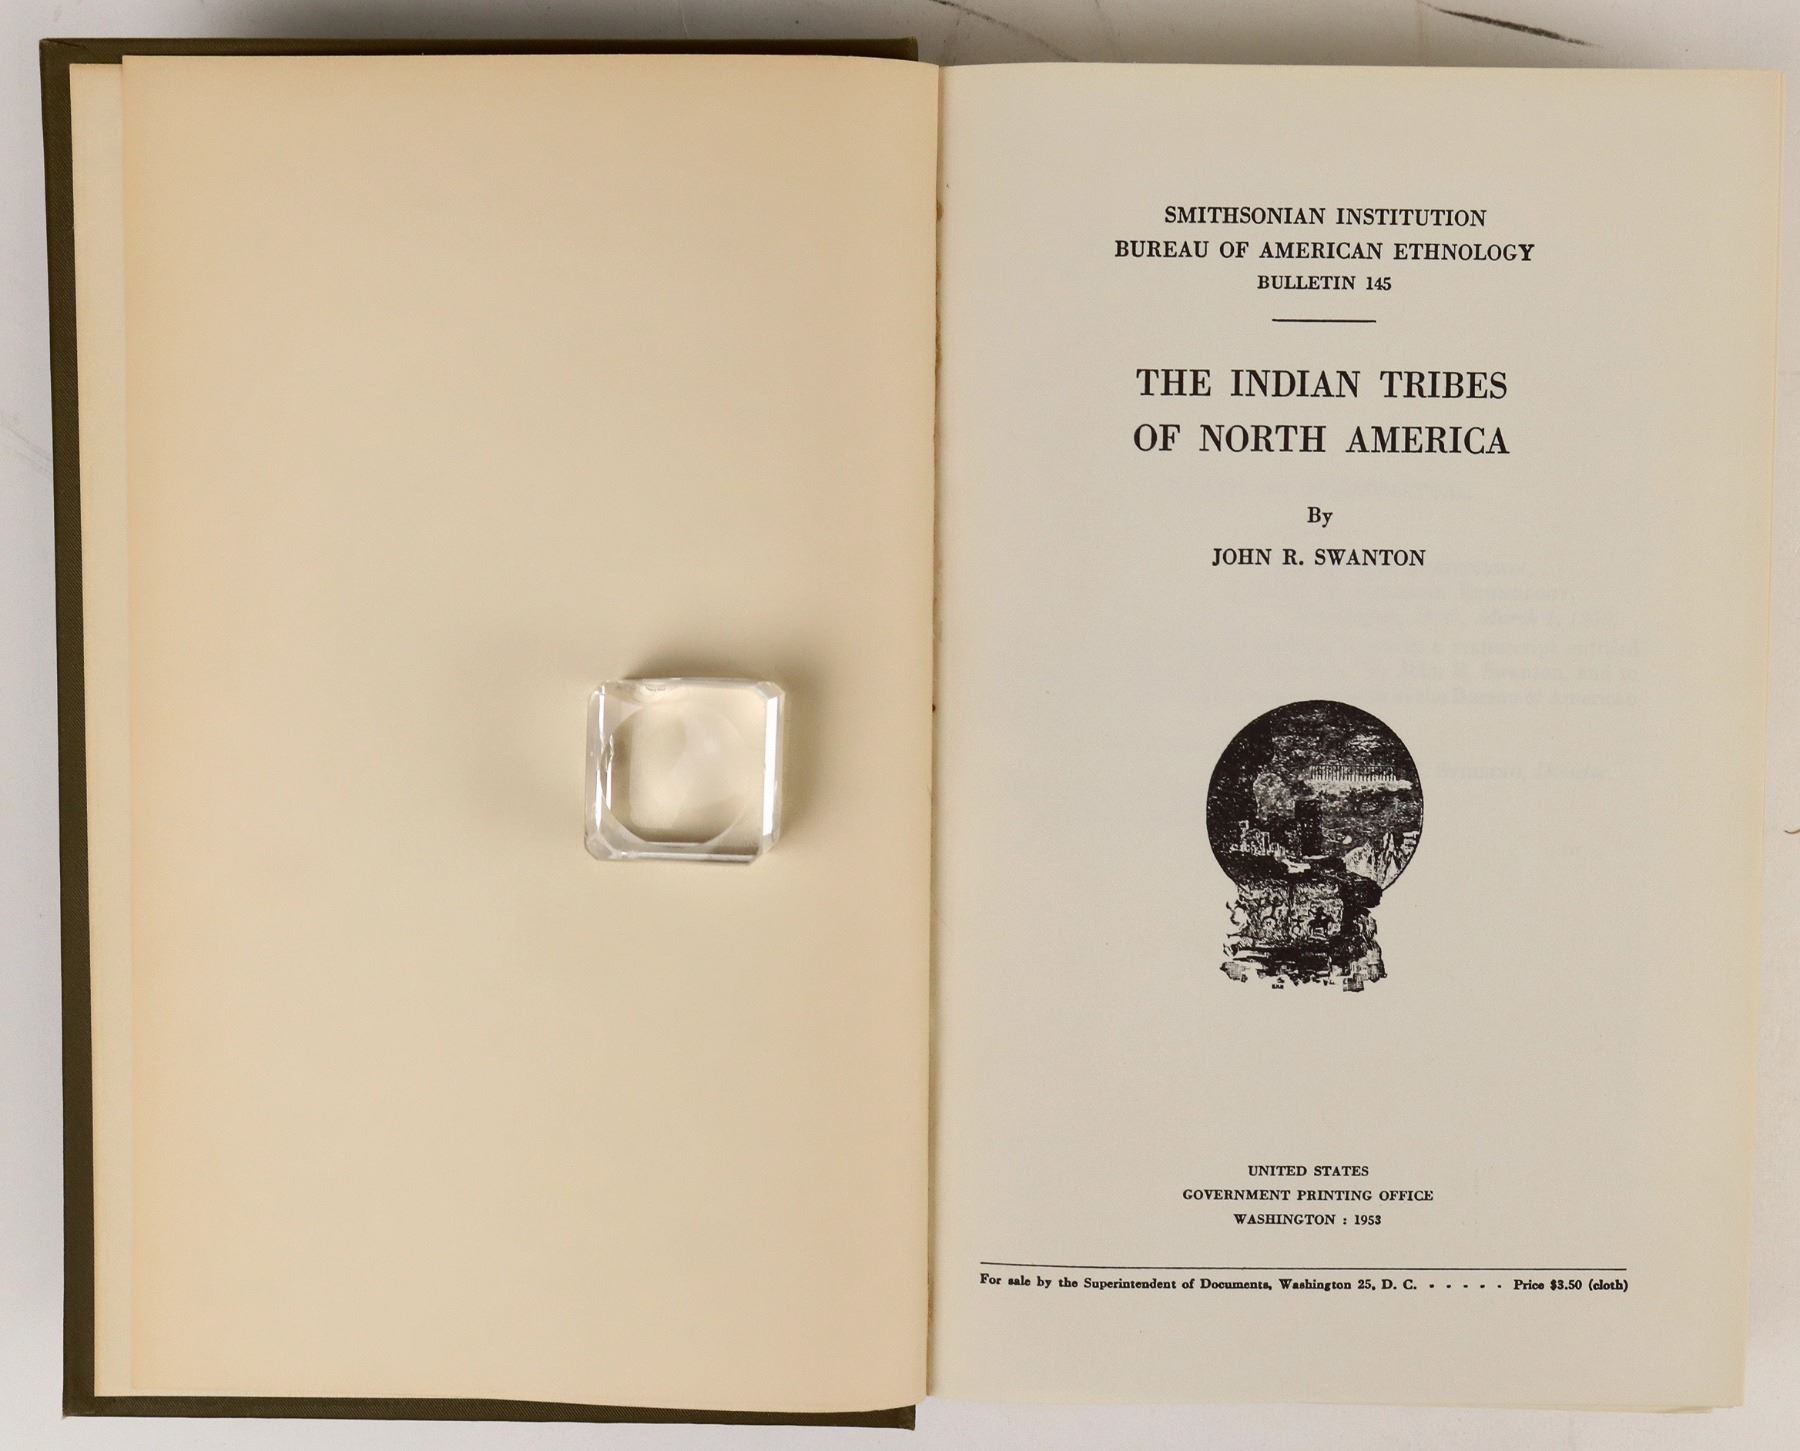 SMITHSONIAN INSTITUTION
BUREAU OF AMERICAN ETHNOLOGY
BULLETIN 145
THE INDIAN TRIBES
OF NORTH AMERICA
By
JOHN R. SWANTON
UNITED STATES
GOVERNMENT PRINTING OFFICE
WASHINGTON : 1953
For sale by the Superintendent of Documents, Washington 25, D. C. - - - - - Price $3.50 (cloth)